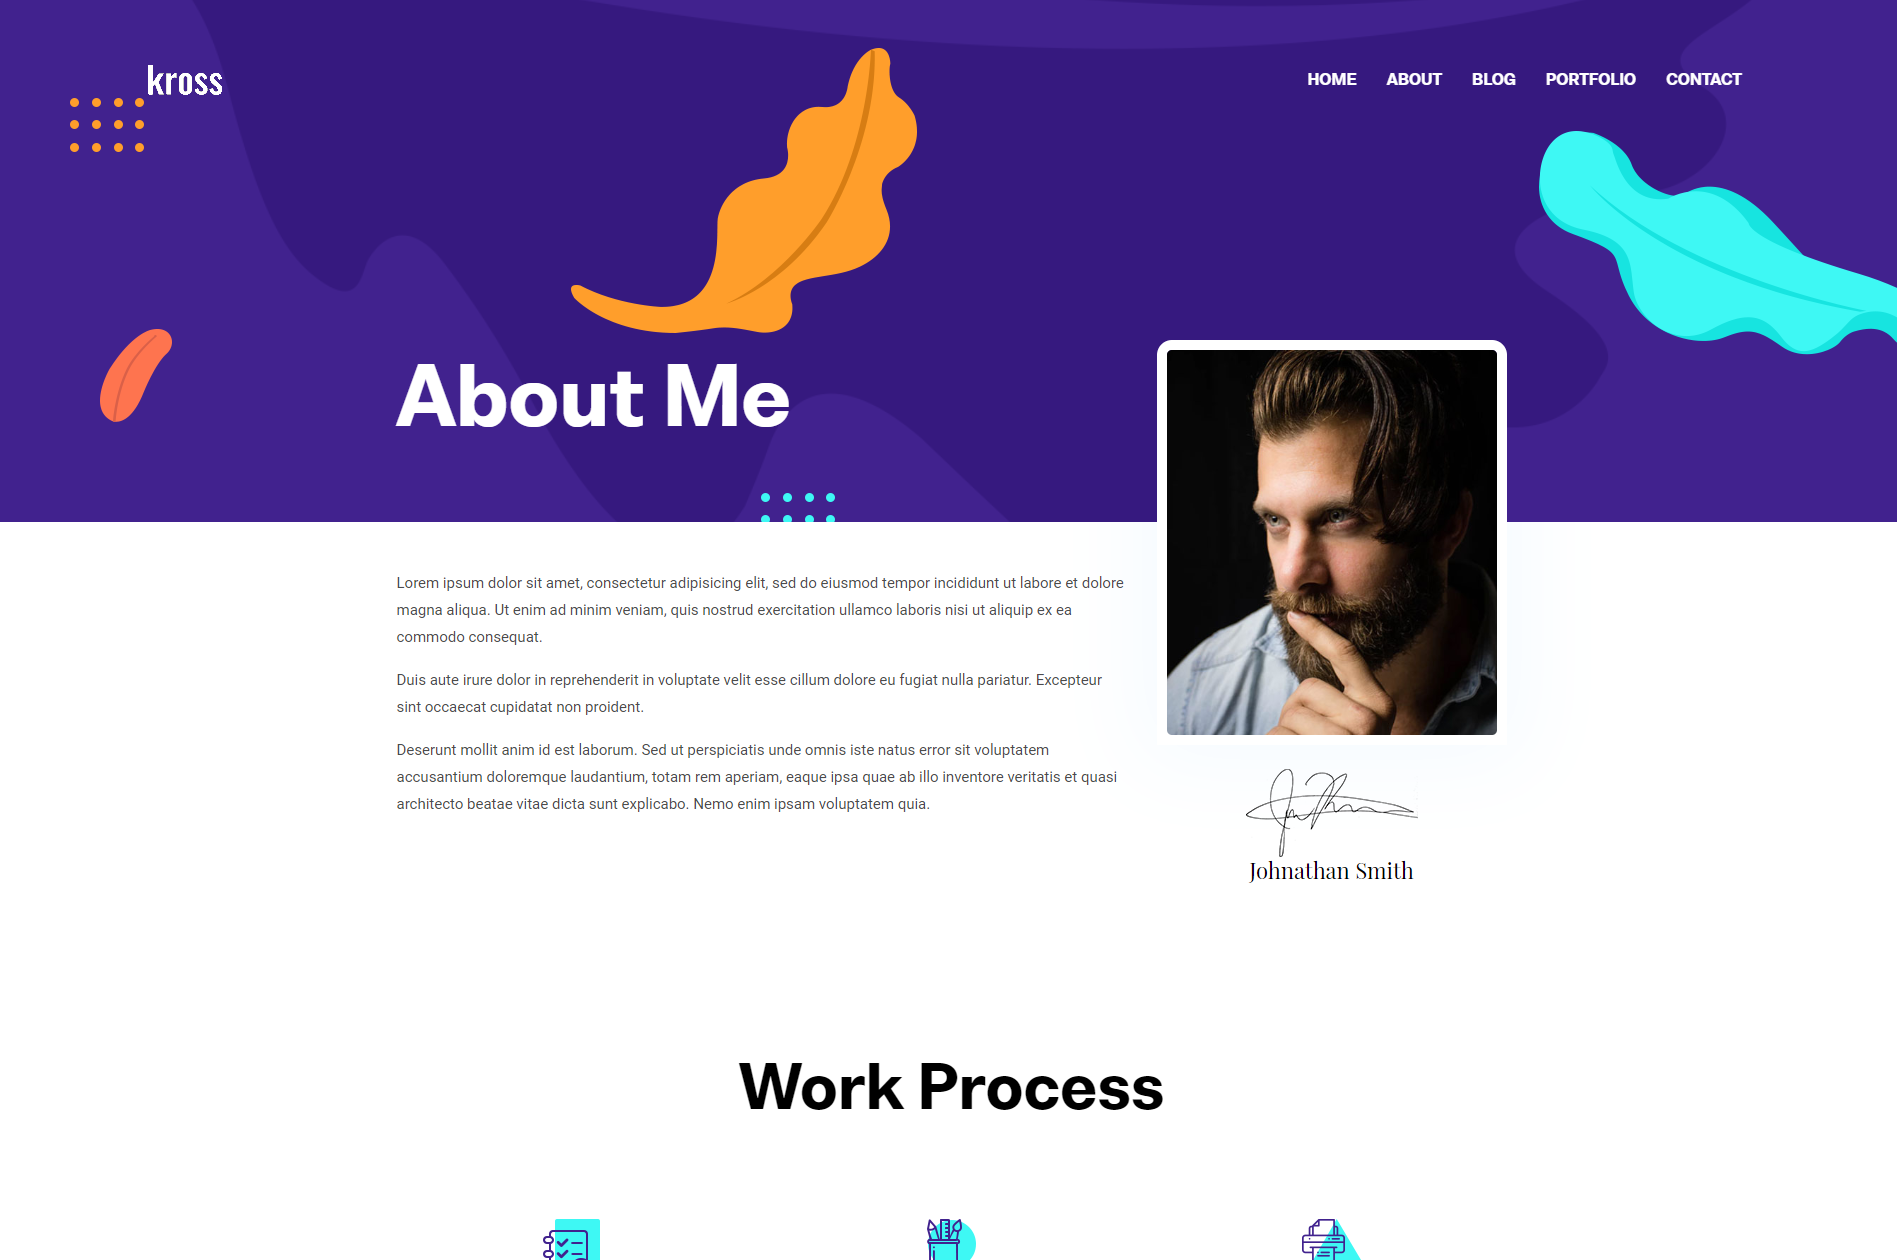 kross
HOME ABOUT BLOG PORTFOLIO CONTACT
About Me
Lorem ipsum dolor sit amet, consectetur adipisicing elit, sed do eiusmod tempor incididunt ut labore et dolore
magna aliqua. Ut enim ad minim veniam, quis nostrud exercitation ullamco laboris nisi ut aliquip ex ea
commodo consequat.
Duis aute irure dolor in reprehenderit in voluptate velit esse cillum dolore eu fugiat nulla pariatur. Excepteur
sint occaecat cupidatat non proident.
Deserunt mollit anim id est laborum. Sed ut perspiciatis unde omnis iste natus error sit voluptatem
accusantium doloremque laudantium, totam rem aperiam, eaque ipsa quae ab illo inventore veritatis et quasi
architecto beatae vitae dicta sunt explicabo. Nemo enim ipsam voluptatem quia.
Johnathan Smith
Work Process